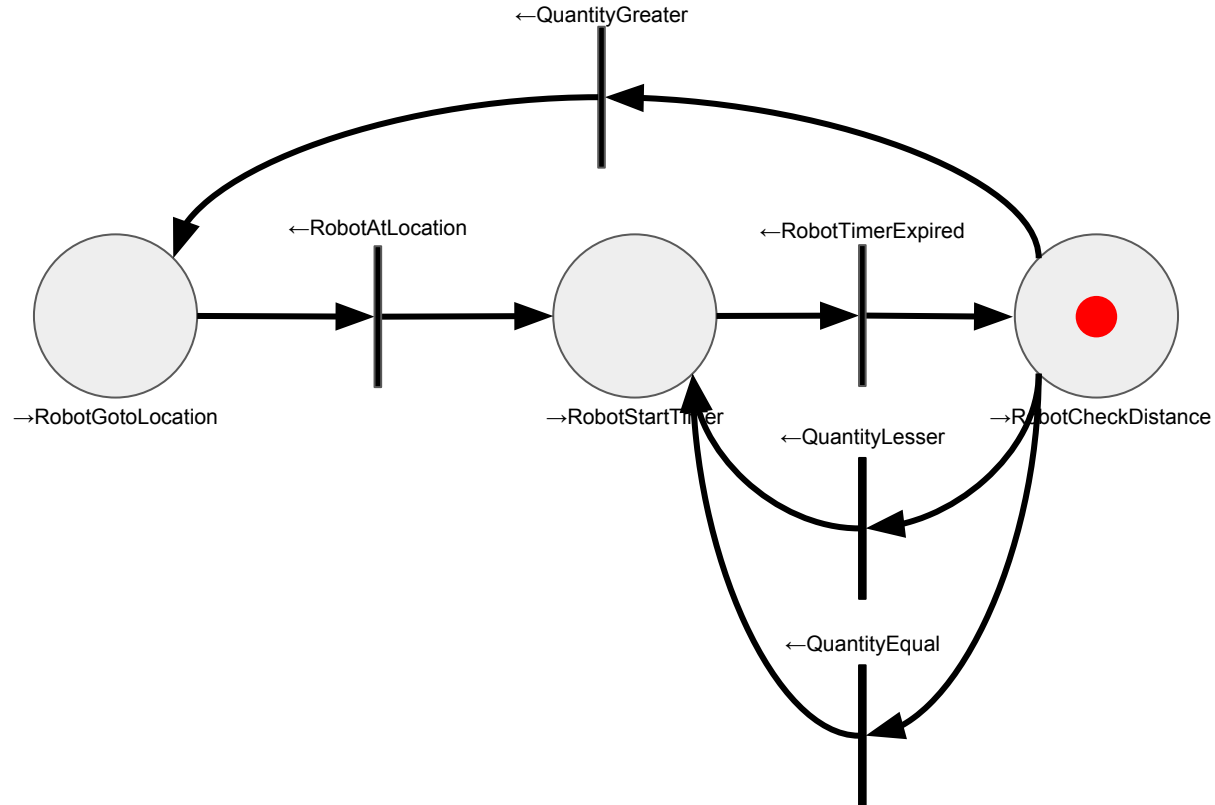 ←QuantityGreater
←RobotAtLocation
←RobotTimerExpired
→RobotGotoLocation
→RobotStartTimer
→RobotCheckDistance
←QuantityLesser
←QuantityEqual